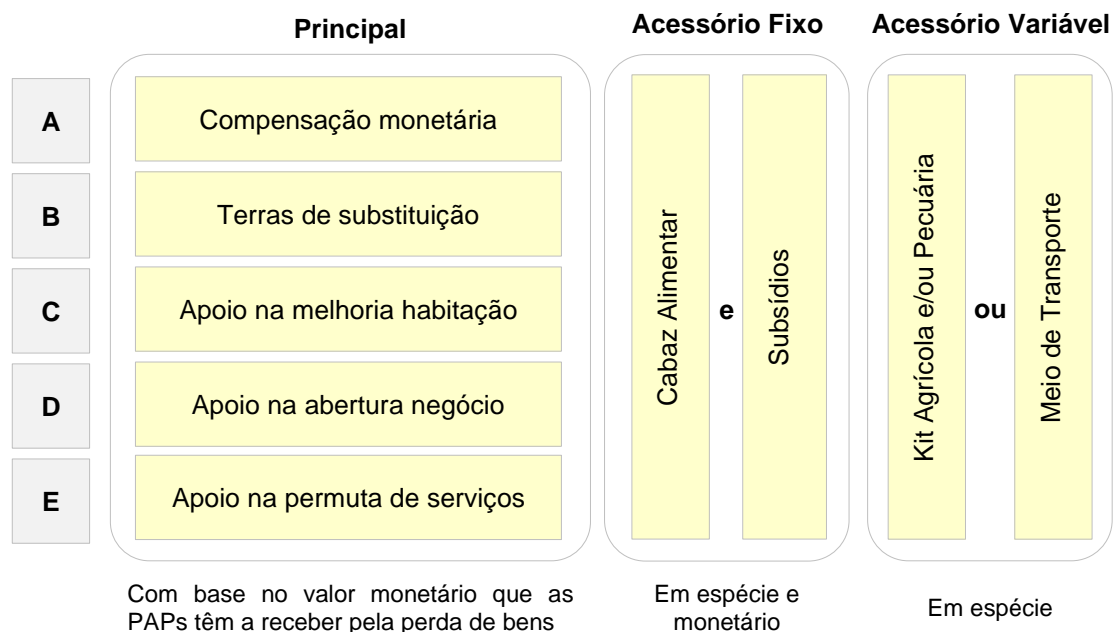 Principal
Acessório Fixo
Acessório Variável
A
Compensação monetária
B
Terras de substituição
C
Apoio na melhoria habitação
D
Apoio na abertura negócio
E
Apoio na permuta de serviços
Cabaz Alimentar
e
Subsídios
Kit Agrícola e/ou Pecuária
ou
Meio de Transporte
Com base no valor monetário que as
PAPs têm a receber pela perda de bens
Em espécie e
monetário
Em espécie